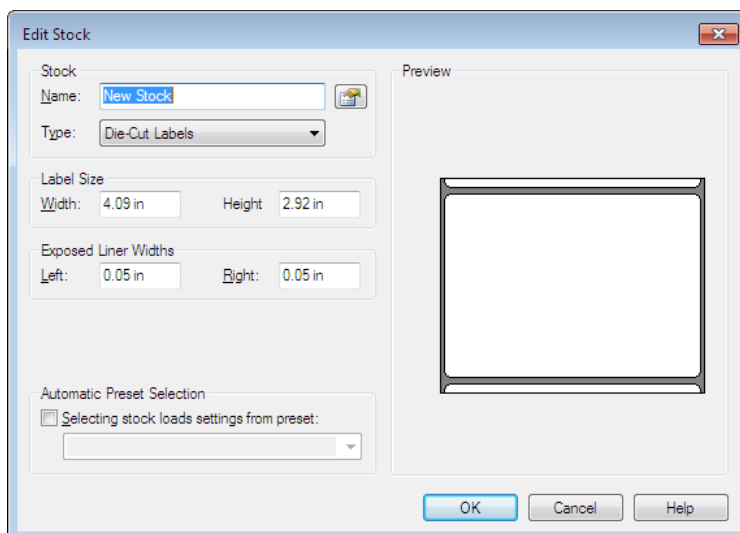 Edit Stock
Stock
Name: New Stock
Type: Die-Cut Labels
Label Size
Width: 4.09 in Height 2.92 in
Exposed Liner Widths
Left: 0.05 in Right: 0.05 in
Automatic Preset Selection
Selecting stock loads settings from preset:
Preview
OK Cancel Help